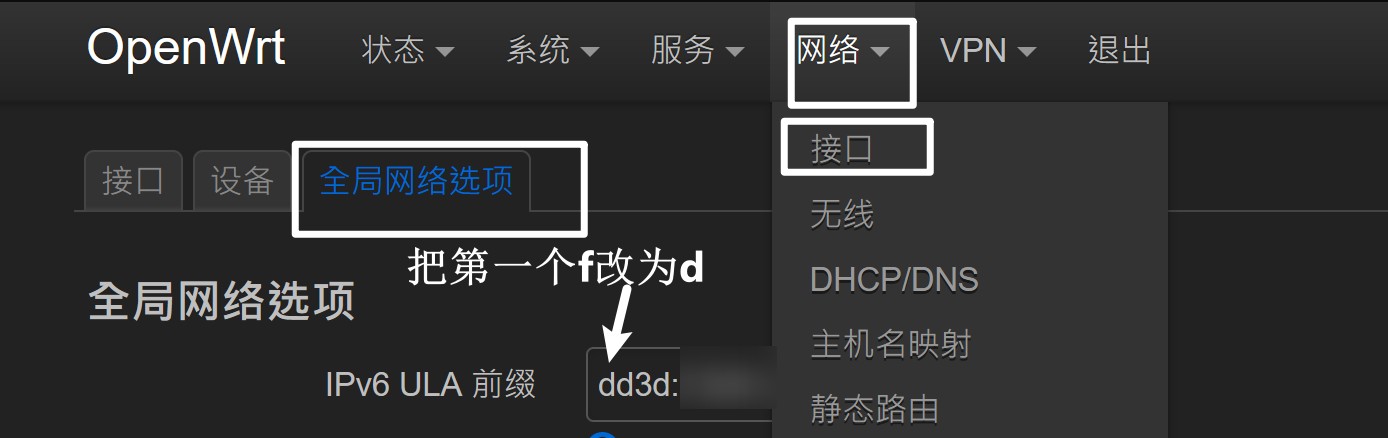 OpenWrt 状态 系统 服务 网络 VPN 退出
接口
接口 设备 全局网络选项
无线
把第一个f改为d
DHCP/DNS
全局网络选项
主机名映射
IPv6 ULA 前缀 dd3d:
静态路由